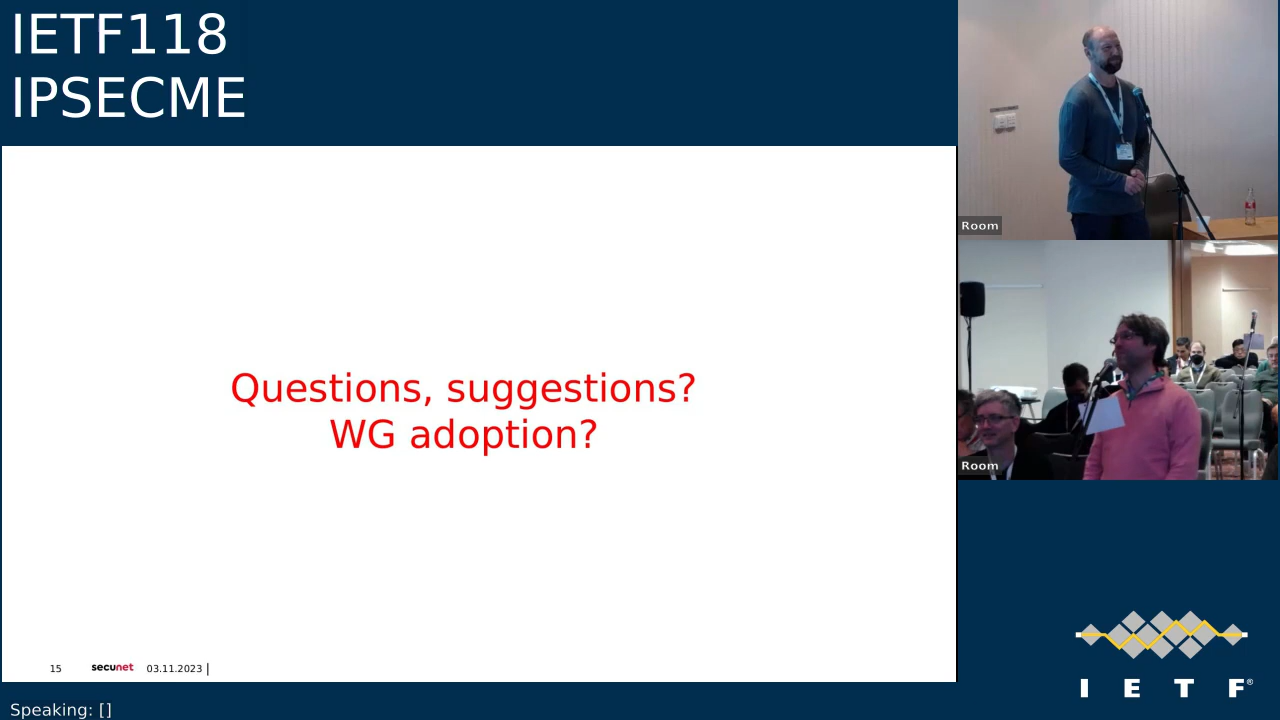 IETF118
IPSECME
Room
Questions, suggestions?
WG adoption?
Room
15 secunet 03.11.2023 |
I E T F®
Speaking: []